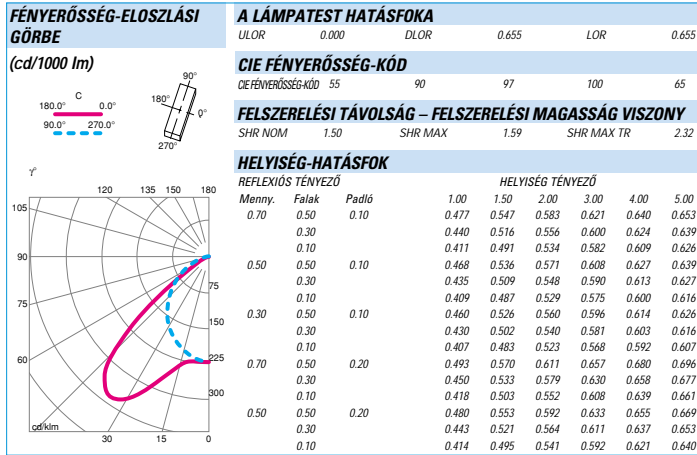 FÉNYERŐSSÉG-ELOSZLÁSI
GÖRBE
(cd/1000 lm)
C
180.0° 0.0°
90.0° 270.0°
90°
180° 0°
270°
γ°
120 135 150 180
105
90
75
60
30 15 0
75
150
225
300
cd/klm
A LÁMPATEST HATÁSFOKA
ULOR 0.000 DLOR 0.655 LOR 0.655
CIE FÉNYERŐSSÉG-KÓD
CIE FÉNYERŐSSÉG-KÓD 55 90 97 100 65
FELSZERELÉSI TÁVOLSÁG – FELSZERELÉSI MAGASSÁG VISZONY
SHR NOM 1.50 SHR MAX 1.59 SHR MAX TR 2.32
HELYISÉG-HATÁSFOK
REFLEXIÓS TÉNYEZŐ HELYISÉG TÉNYEZŐ
Menny. Falak Padló 1.00 1.50 2.00 3.00 4.00 5.00
0.70 0.50 0.10 0.477 0.547 0.583 0.621 0.640 0.653
0.30 0.440 0.516 0.556 0.600 0.624 0.639
0.10 0.411 0.491 0.534 0.582 0.609 0.626
0.50 0.50 0.10 0.468 0.536 0.571 0.608 0.627 0.639
0.30 0.435 0.509 0.548 0.590 0.613 0.627
0.10 0.409 0.487 0.529 0.575 0.600 0.616
0.30 0.50 0.10 0.460 0.526 0.560 0.596 0.614 0.626
0.30 0.430 0.502 0.540 0.581 0.603 0.616
0.10 0.407 0.483 0.523 0.568 0.592 0.607
0.70 0.50 0.20 0.493 0.570 0.611 0.657 0.680 0.696
0.30 0.450 0.533 0.579 0.630 0.658 0.677
0.10 0.418 0.503 0.552 0.608 0.639 0.661
0.50 0.50 0.20 0.480 0.553 0.592 0.633 0.655 0.669
0.30 0.443 0.521 0.564 0.611 0.637 0.653
0.10 0.414 0.495 0.541 0.592 0.621 0.640